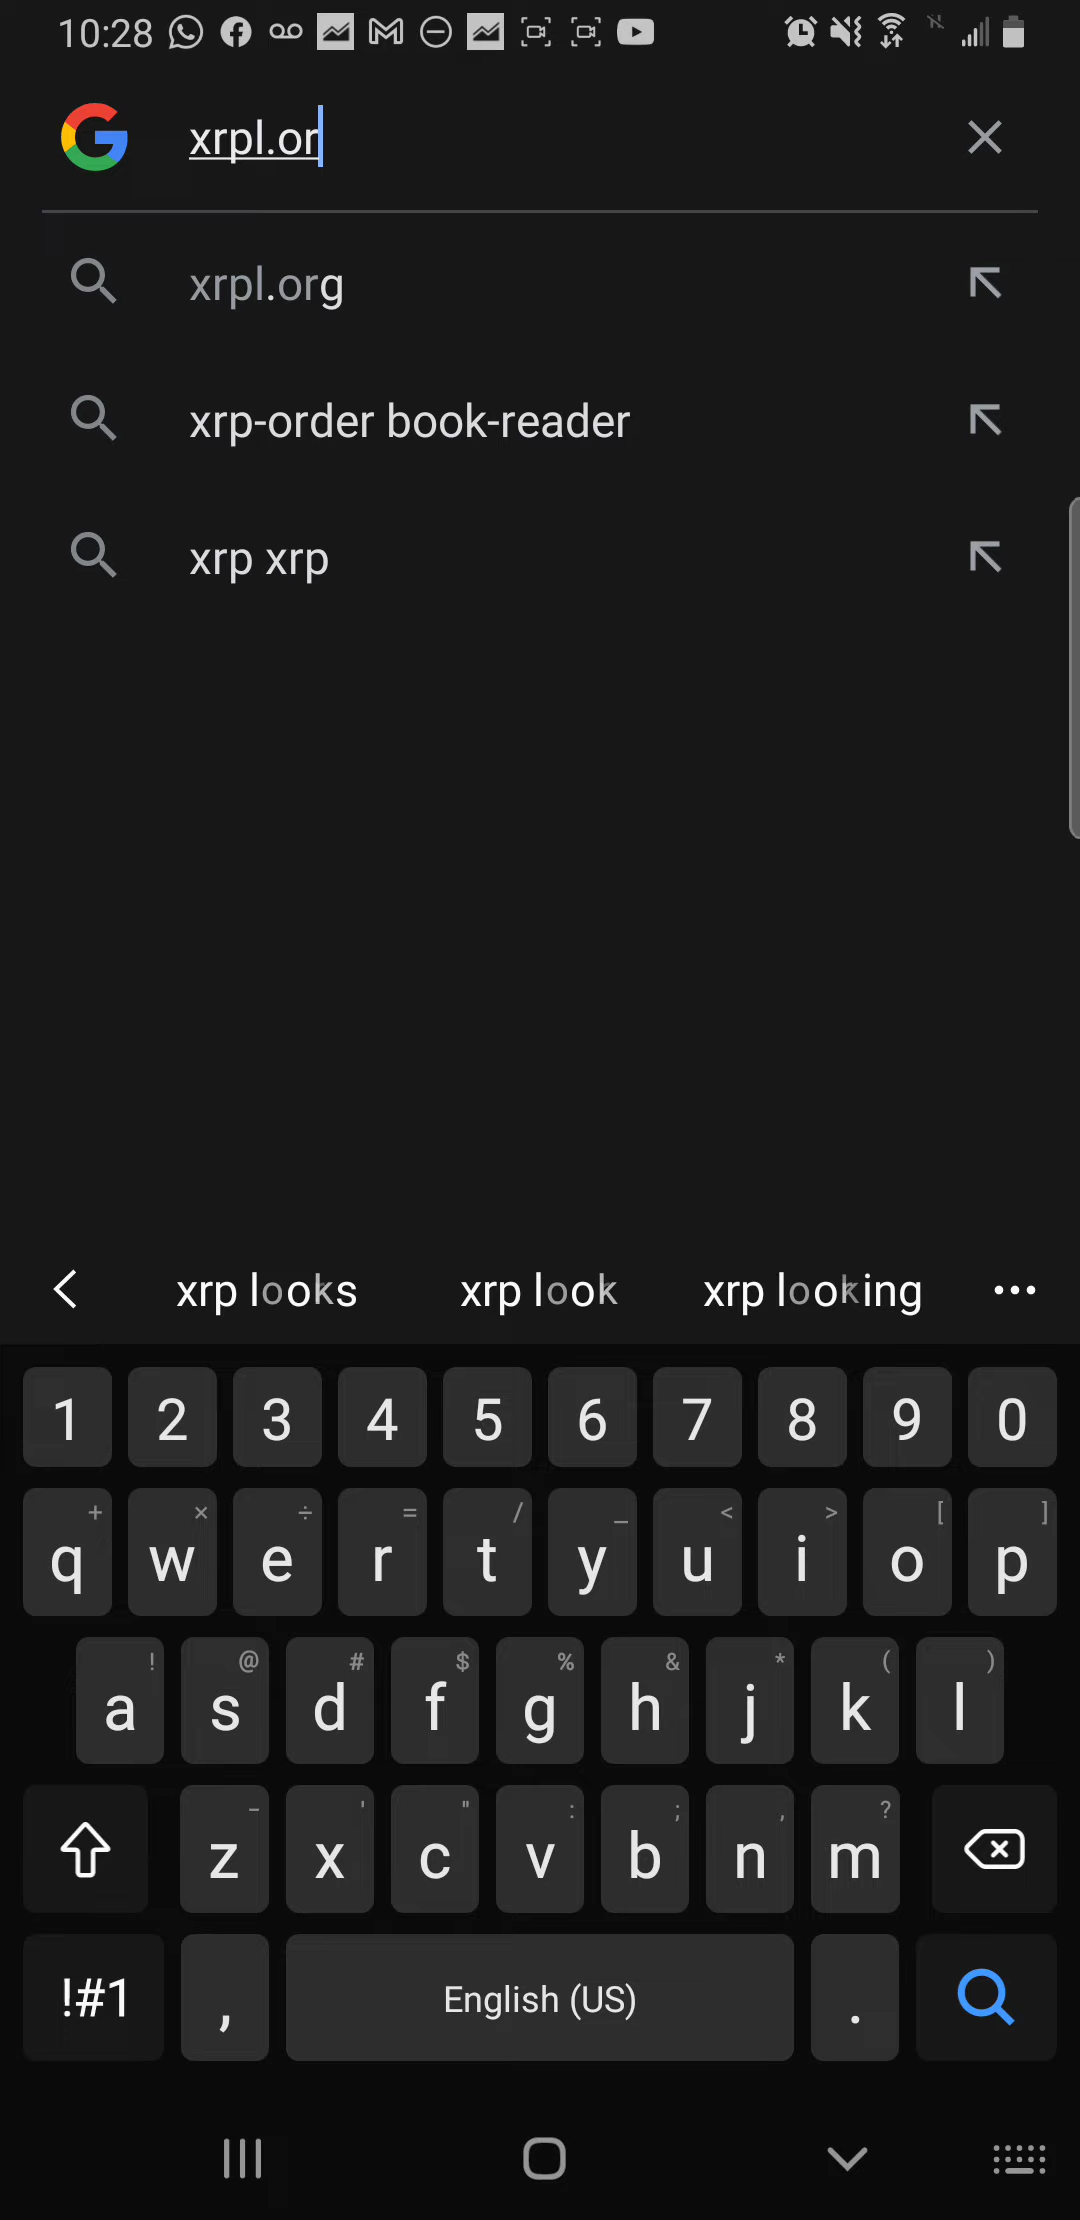 10:28
xrpl.or
xrpl.org
xrp-order book-reader
xrp xrp
xrp looks xrp look xrp looking
1 2 3 4 5 6 7 8 9 0
+ × ÷ = / _ < > [ ]
q w e r t y u i o p
! @ # $ % & * ( )
a s d f g h j k l
- ' " : ; , ?
z x c v b n m
!#1 , English (US) .